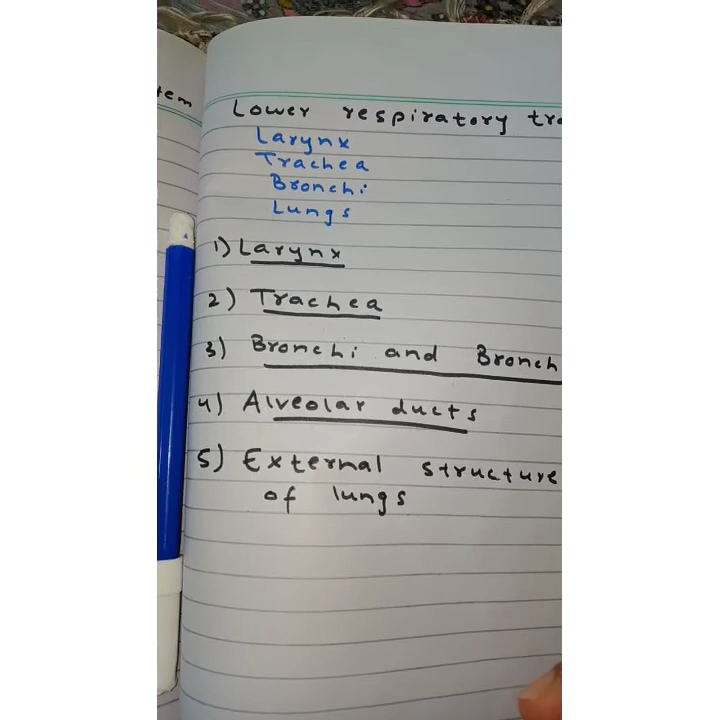 tem
Lower respiratory tra
Larynx
Trachea
Bronchi
Lungs
1) Larynx
2) Trachea
3) Bronchi and Bronch
4) Alveolar ducts
5) External structure
of lungs